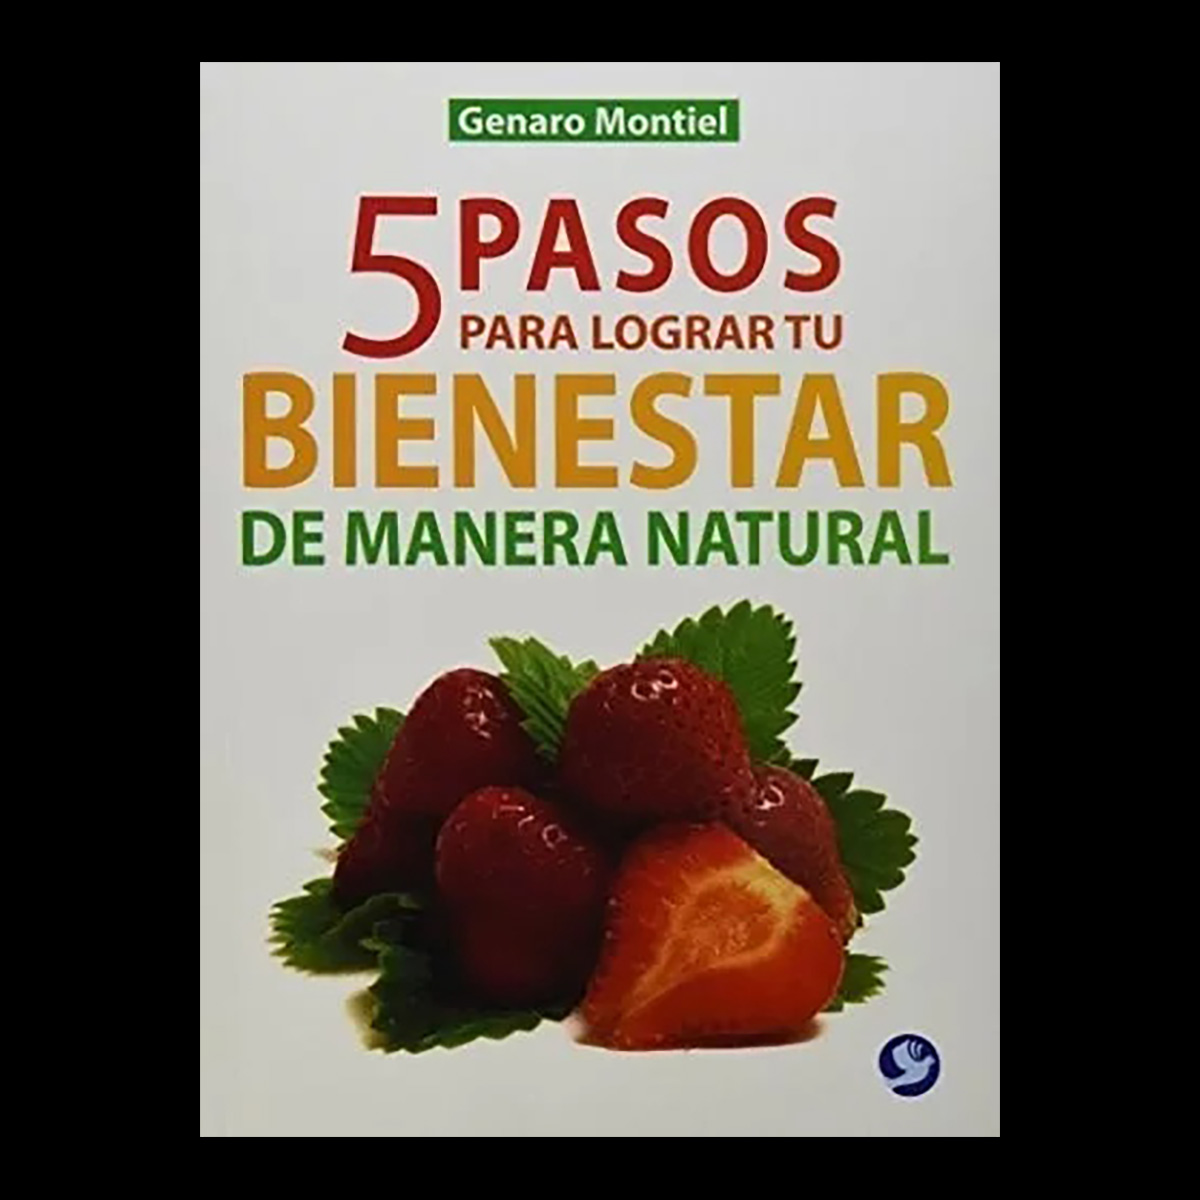 Genaro Montiel
5 PASOS
PARA LOGRAR TU
BIENESTAR
DE MANERA NATURAL